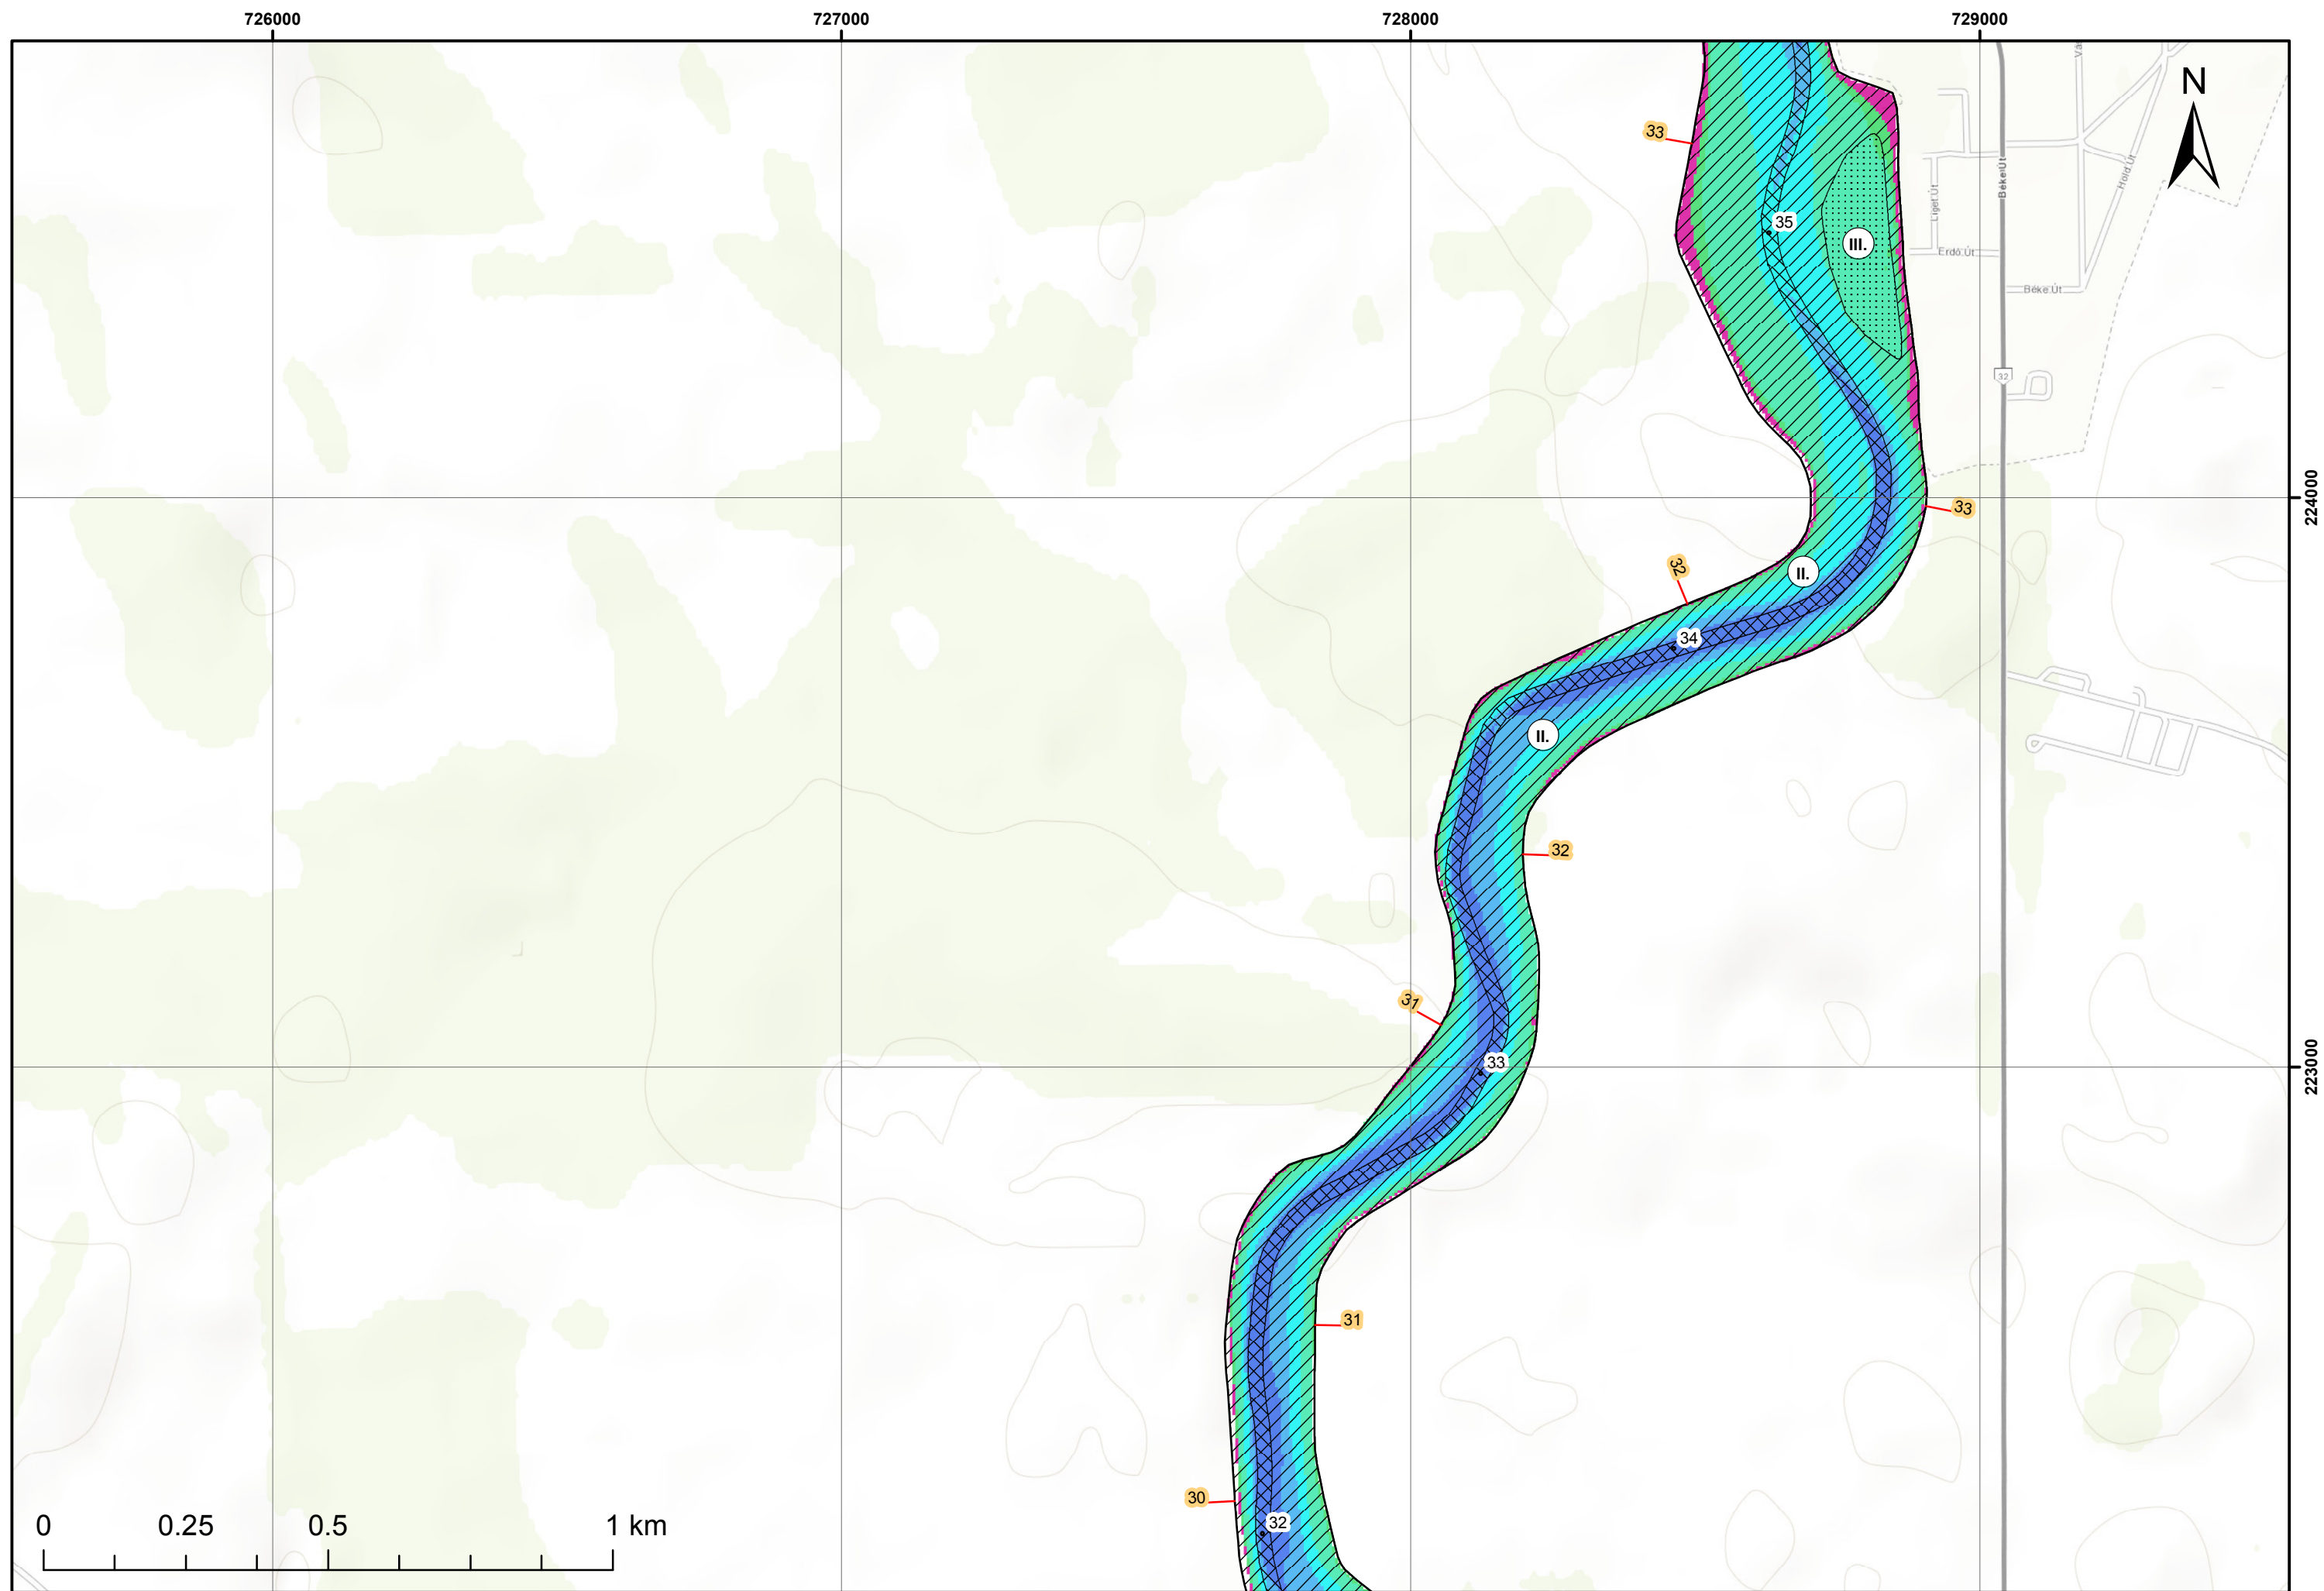 726000
727000
728000
729000
N
Vas
33
35
III.
Liget Út
Béke Út
Hold Út
Erdő Út
Béke Út
32
224000
33
32
II.
34
II.
32
31
33
223000
31
30
32
0
0.25
0.5
1 km